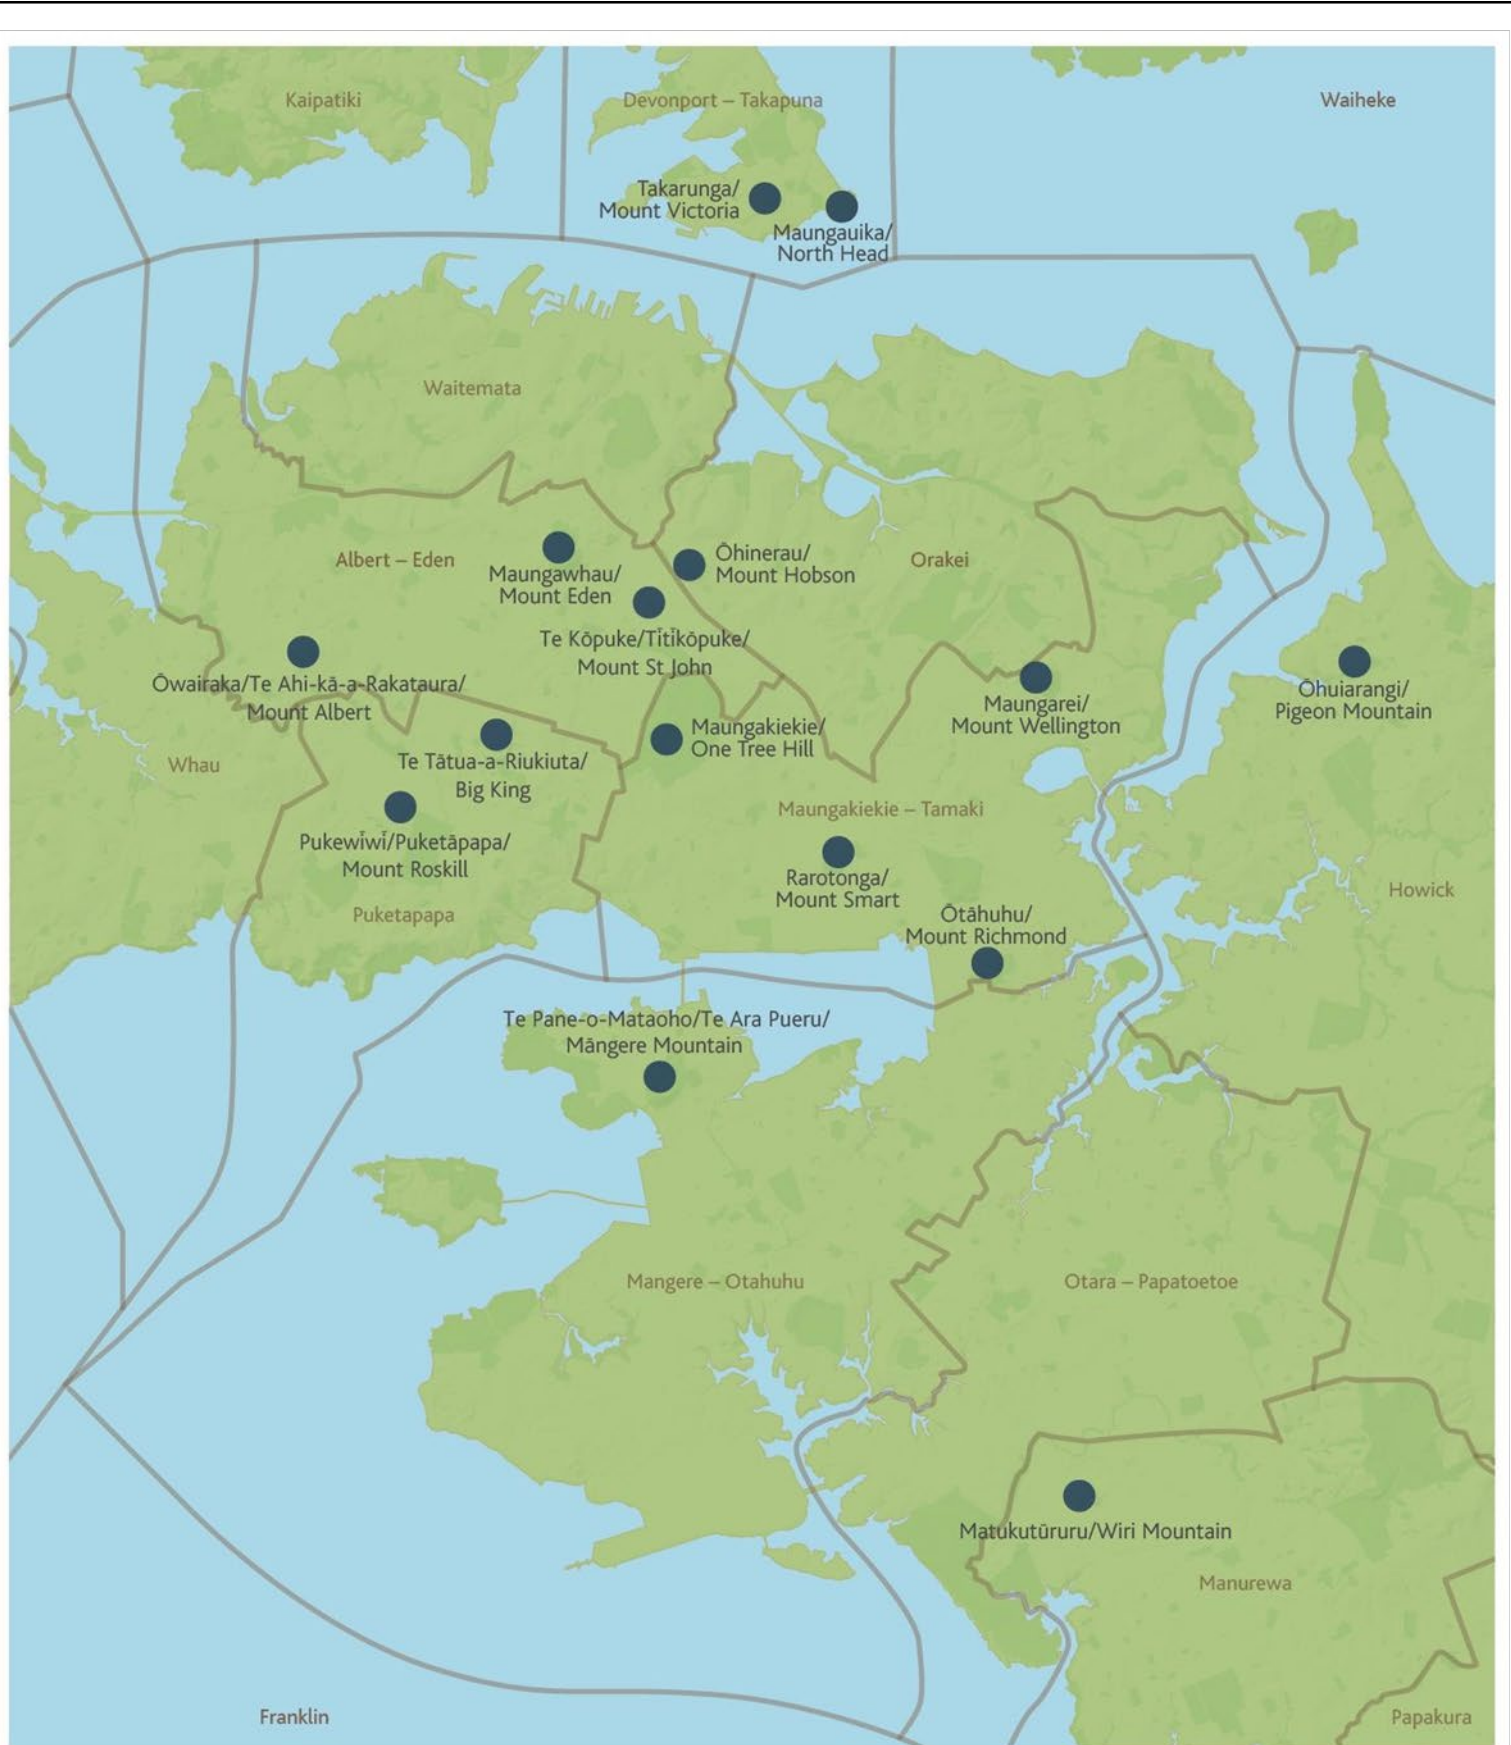 Kaipatiki
Devonport – Takapuna
Waiheke
Takarunga/
Mount Victoria
Maungauika/
North Head
Waitemata
Albert – Eden
Maungawhau/
Mount Eden
Ōhinerau/
Mount Hobson
Orakei
Te Kōpuke/Tītīkōpuke/
Mount St John
Ōwairaka/Te Ahi-kā-a-Rakataura/
Mount Albert
Maungarei/
Mount Wellington
Ōhuiarangi/
Pigeon Mountain
Whau
Te Tātua-a-Riukiuta/
Big King
Maungakiekie/
One Tree Hill
Maungakiekie – Tamaki
Pukewīwī/Puketāpapa/
Mount Roskill
Puketapapa
Rarotonga/
Mount Smart
Howick
Ōtāhuhu/
Mount Richmond
Te Pane-o-Mataoho/Te Ara Pueru/
Māngere Mountain
Mangere – Otahuhu
Otara – Papatoetoe
Matukutūruru/Wiri Mountain
Manurewa
Franklin
Papakura